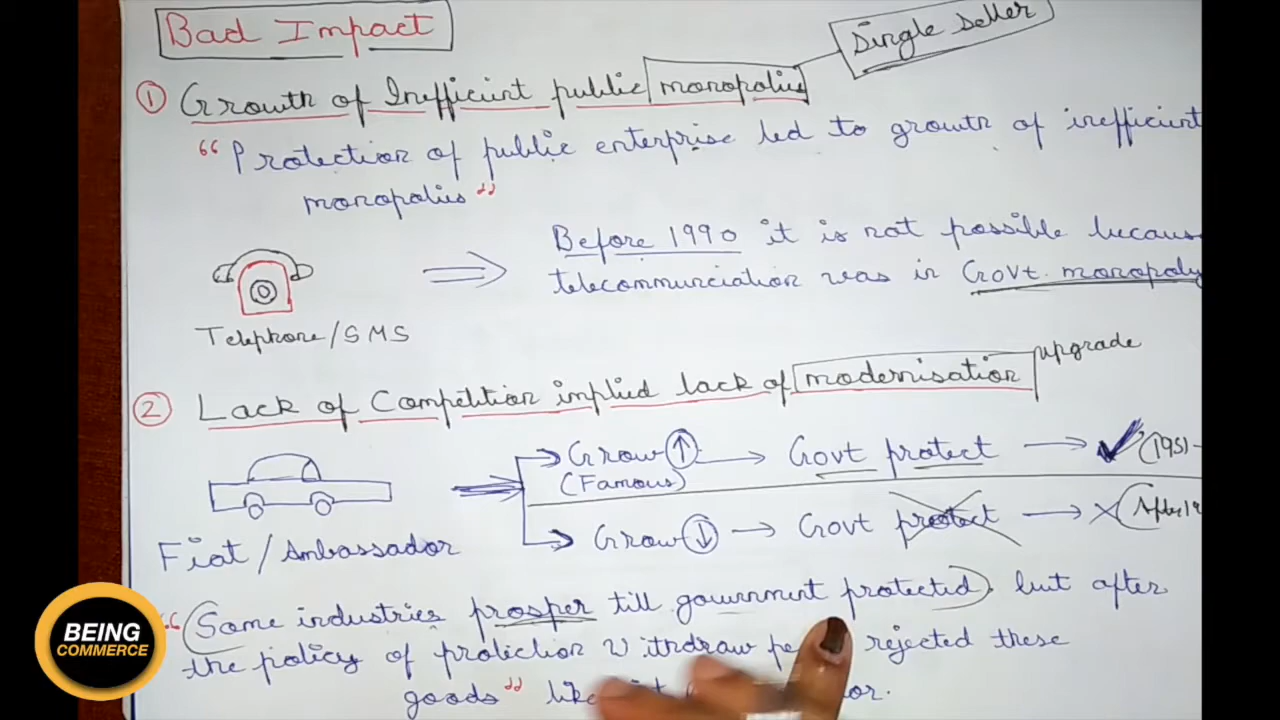 Bad Impact
Single Seller
① Growth of Inefficient public monopolies
“Protection of public enterprise led to growth of inefficient
monopolies”
Before 1990 it is not possible becaus
telecommunciation was in Govt. monopoly
Telephone/SMS
② Lack of Competition implied lack of modernisation
upgrade
Grow ↑ → Govt protect → ✓ (1951-
(Famous)
Grow ↓ → Govt protect → × (After 19
Fiat / Ambassador
“(Some industries prosper till government protected), but after
the policy of protection withdraw rejected these
goods” like
BEING
COMMERCE